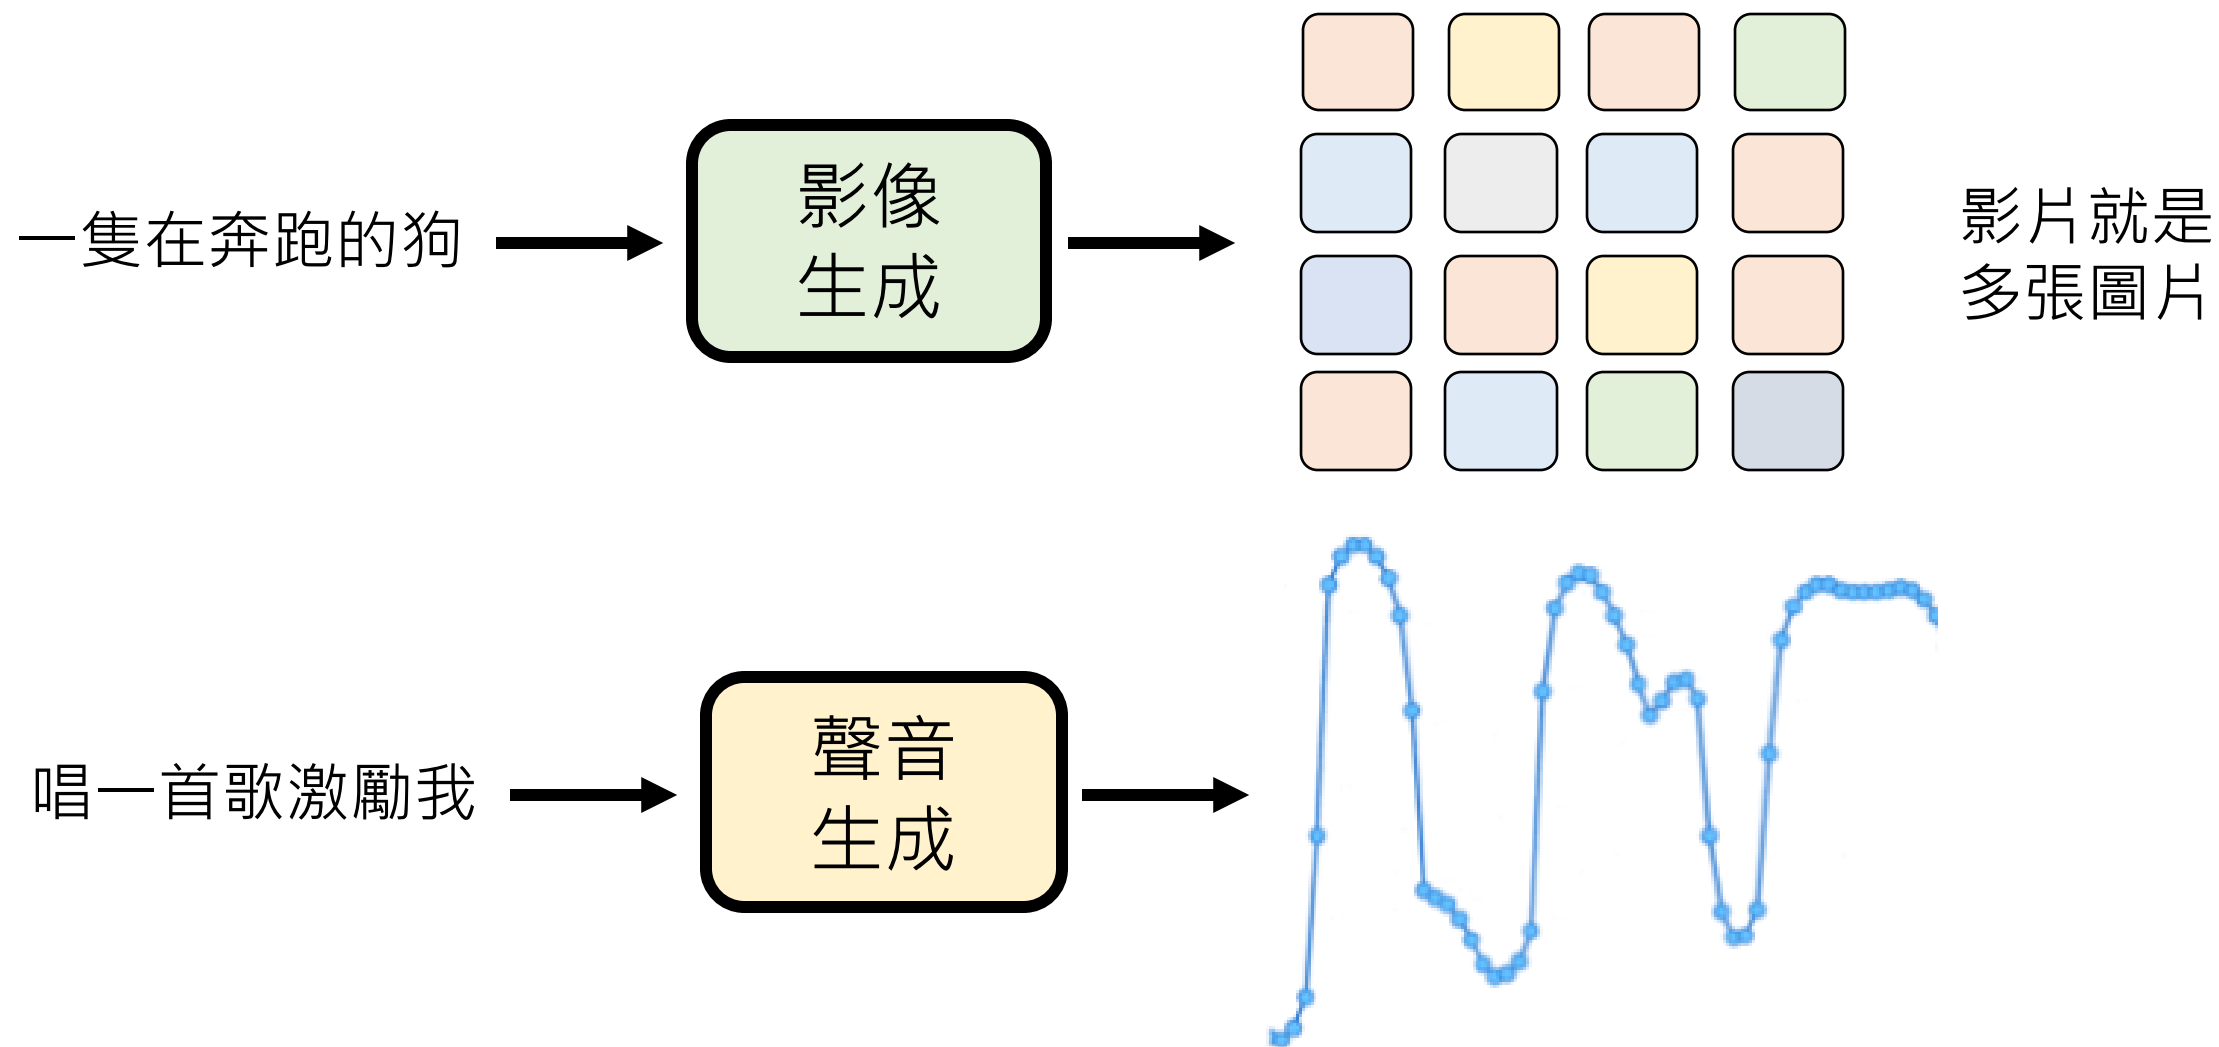 一隻在奔跑的狗
影像
生成
影片就是
多張圖片
唱一首歌激勵我
聲音
生成